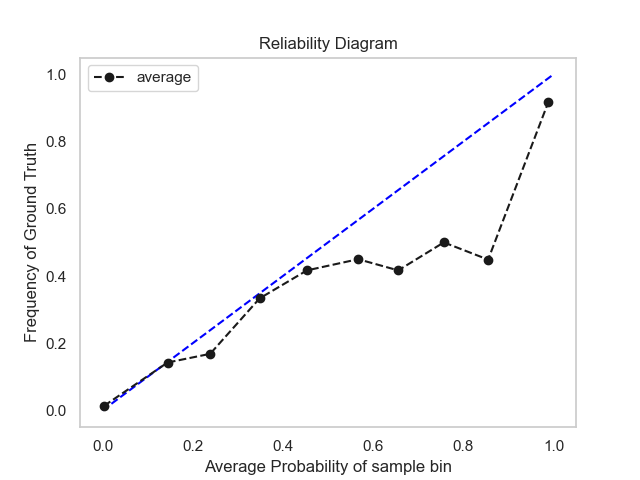 Reliability Diagram
average
1.0
0.8
0.6
0.4
0.2
0.0
Frequency of Ground Truth
0.0 0.2 0.4 0.6 0.8 1.0
Average Probability of sample bin